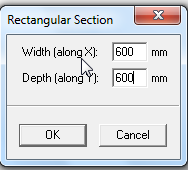 Rectangular Section
Width (along X): 600 mm
Depth (along Y): 600 mm
OK Cancel